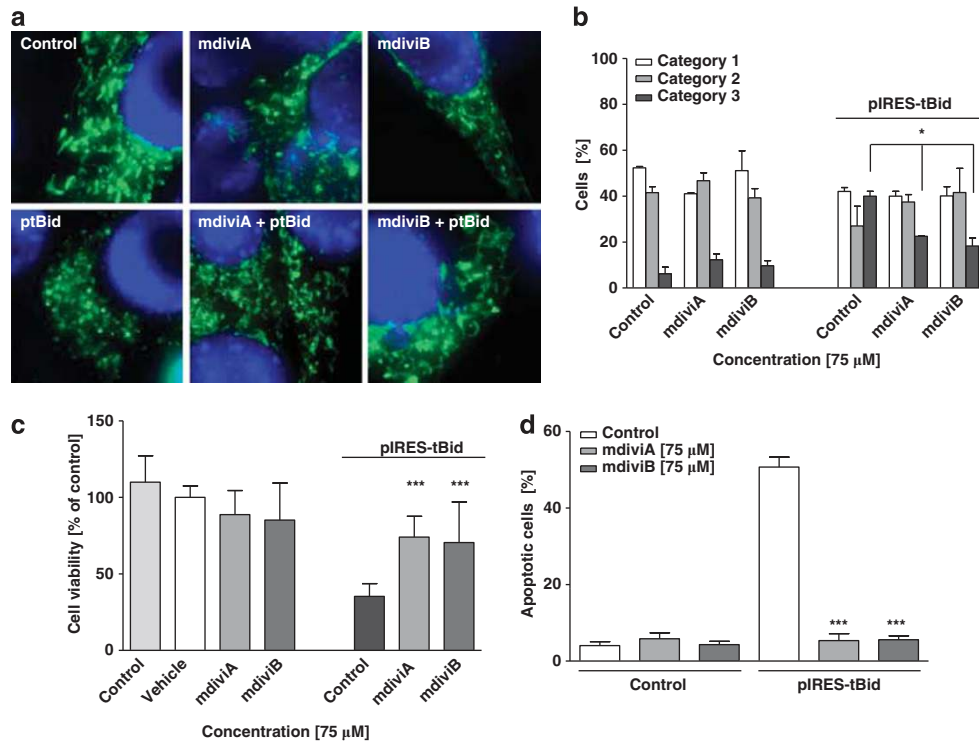 a
Control
mdiviA
mdiviB
ptBid
mdiviA + ptBid
mdiviB + ptBid
b
Category 1
Category 2
Category 3
pIRES-tBid
*
Cells [%]
100
80
60
40
20
0
Control
mdiviA
mdiviB
Control
mdiviA
mdiviB
Concentration [75 µM]
c
Cell viability [% of control]
150
100
50
0
pIRES-tBid
*** ***
Control
Vehicle
mdiviA
mdiviB
Control
mdiviA
mdiviB
Concentration [75 µM]
d
Control
mdiviA [75 µM]
mdiviB [75 µM]
Apoptotic cells [%]
60
40
20
0
*** ***
Control
pIRES-tBid